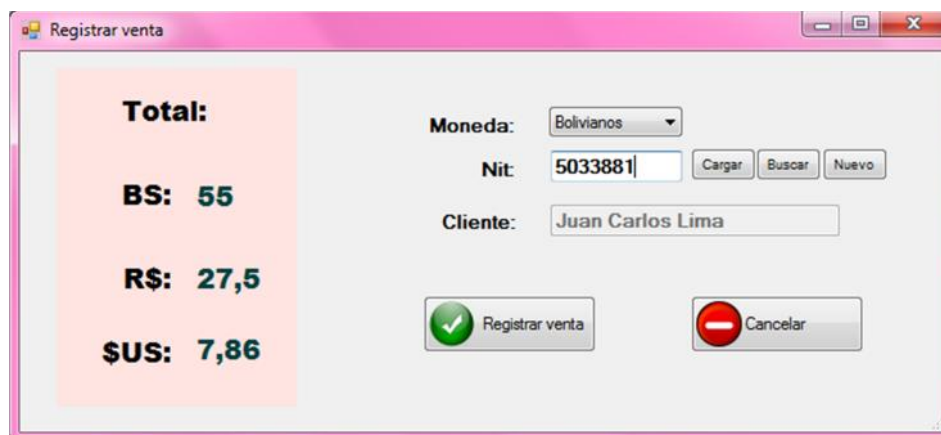 Registrar venta
Total:
BS: 55
R$: 27,5
$US: 7,86
Moneda: Bolivianos
Nit: 5033881 Cargar Buscar Nuevo
Cliente: Juan Carlos Lima
Registrar venta Cancelar